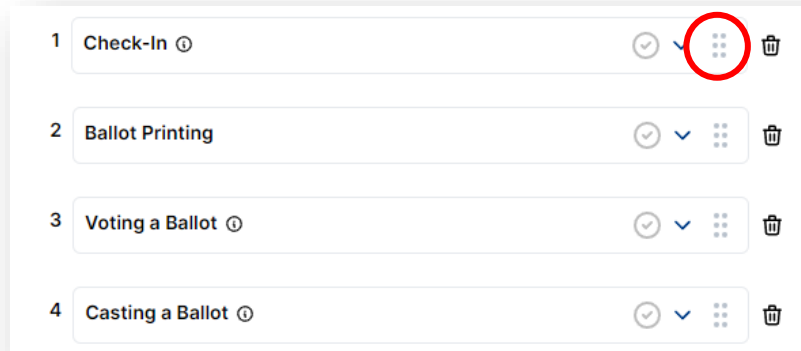 1 Check-In
2 Ballot Printing
3 Voting a Ballot
4 Casting a Ballot